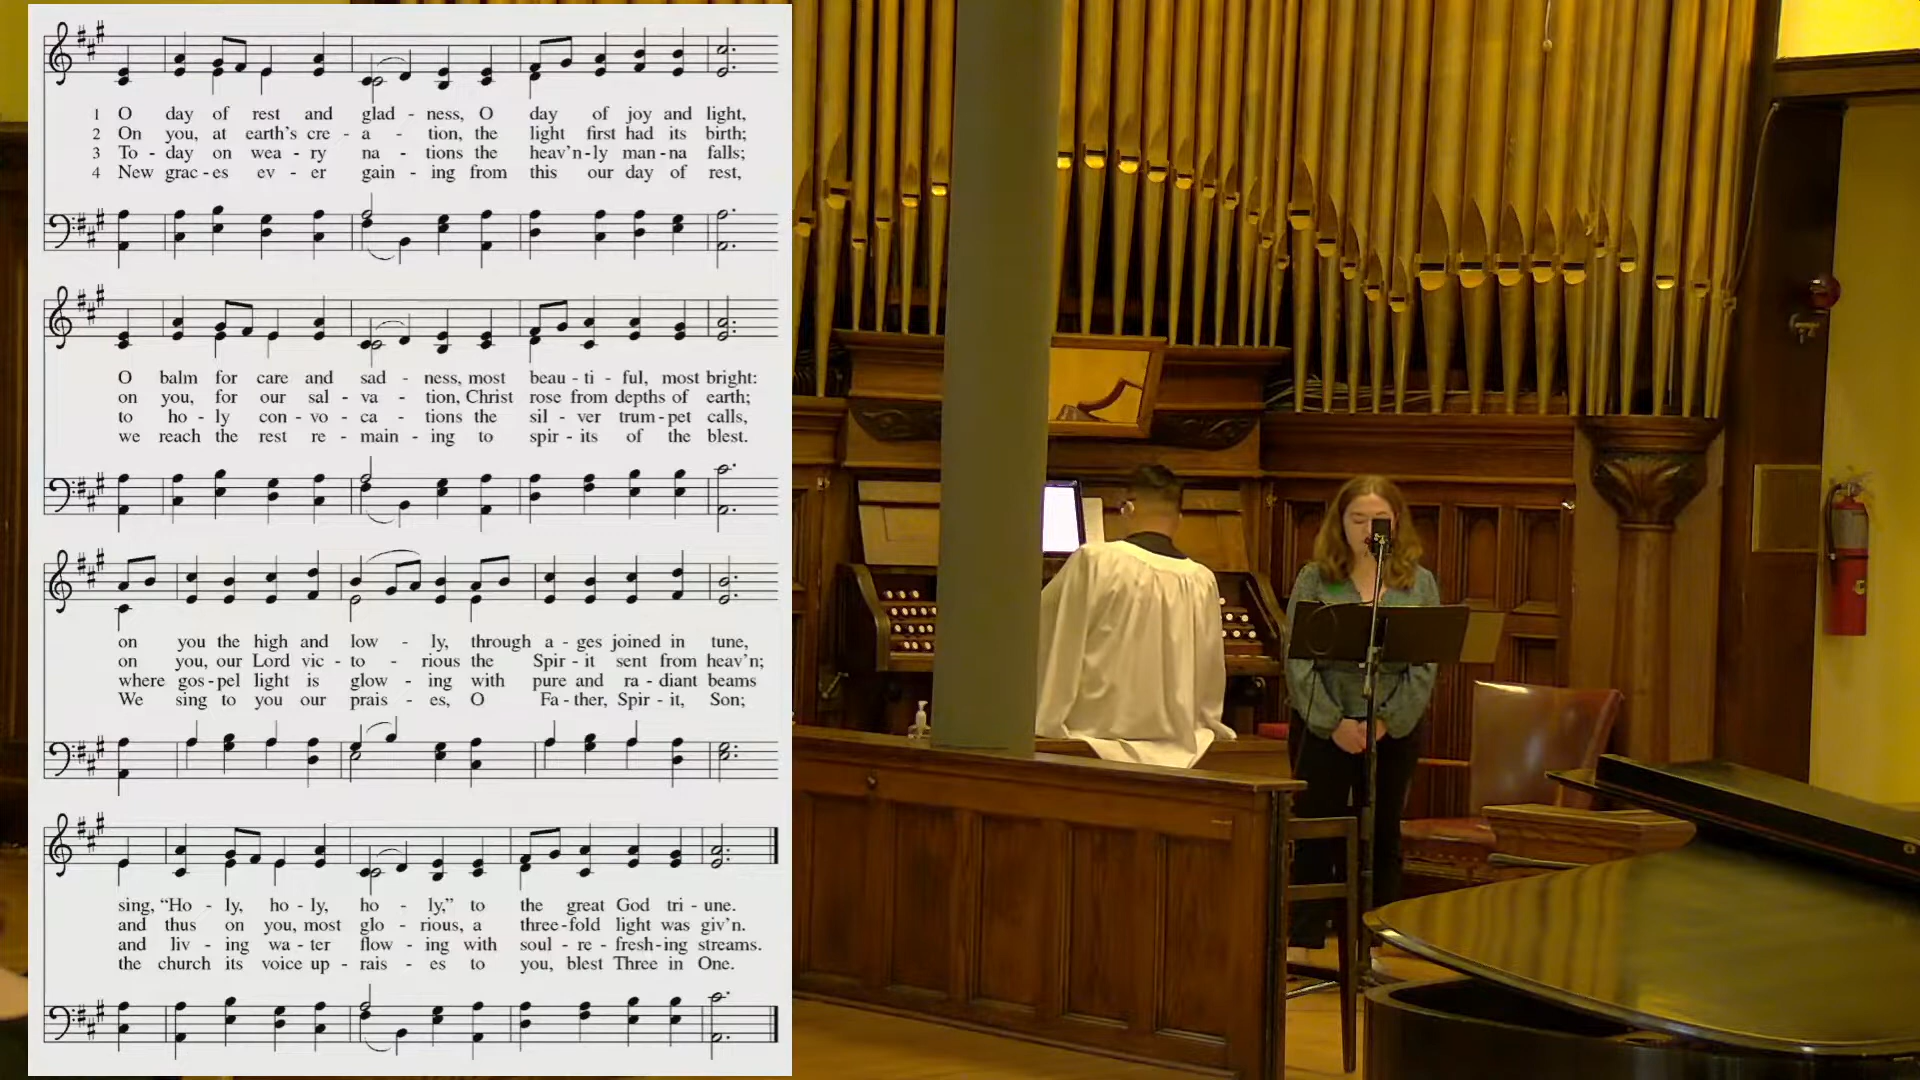 1 O day of rest and glad - ness, O day of joy and light,
2 On you, at earth's cre - a - tion, the light first had its birth;
3 To - day on wea - ry na - tions the heav'n - ly man - na falls;
4 New grac - es ev - er gain - ing from this our day of rest,
O balm for care and sad - ness, most beau - ti - ful, most bright:
on you, for our sal - va - tion, Christ rose from depths of earth;
to ho - ly con - vo - ca - tions the sil - ver trum - pet calls,
we reach the rest re - main - ing to spir - its of the blest.
on you the high and low - ly, through a - ges joined in tune,
on you, our Lord vic - to - rious the Spir - it sent from heav'n;
where gos - pel light is glow - ing with pure and ra - diant beams
We sing to you our prais - es, O Fa - ther, Spir - it, Son;
sing, “Ho - ly, ho - ly, ho - ly,” to the great God tri - une.
and thus on you, most glo - rious, a three - fold light was giv'n.
and liv - ing wa - ter flow - ing with soul - re - fresh - ing streams.
the church its voice up - rais - es to you, blest Three in One.